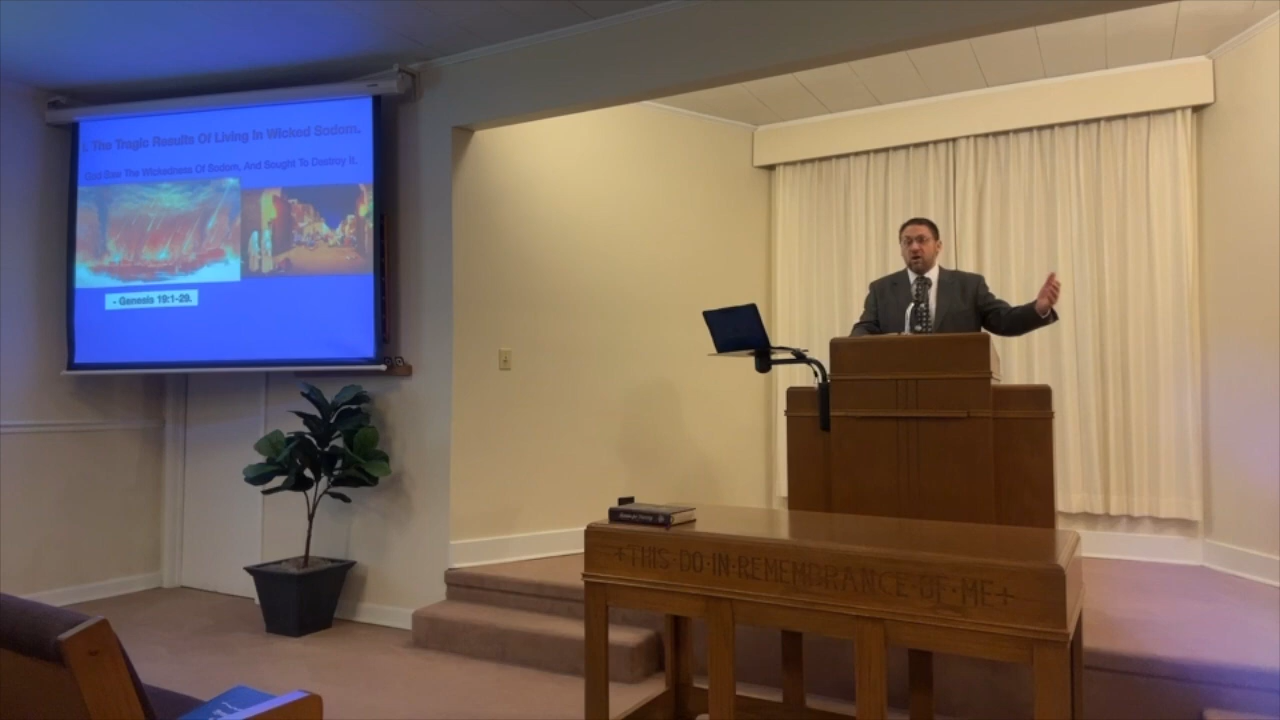 I. The Tragic Results Of Living In Wicked Sodom.
God Saw The Wickedness Of Sodom, And Sought To Destroy It.
- Genesis 19:1-29.
+THIS·DO·IN·REMEMBRANCE·OF·ME+